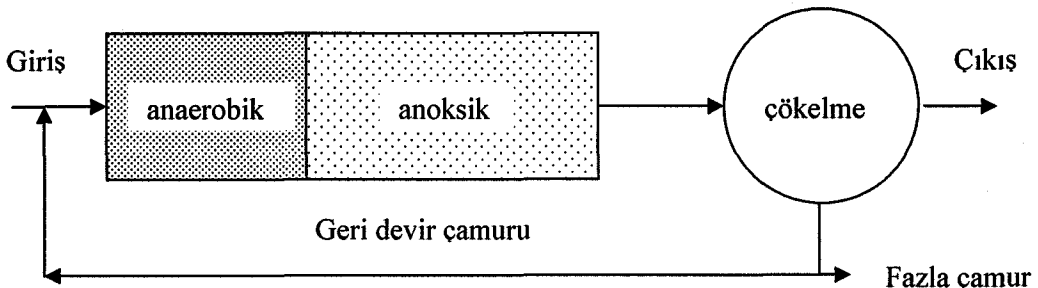 Giriş
anaerobik
anoksik
çökelme
Çıkış
Geri devir çamuru
Fazla camur